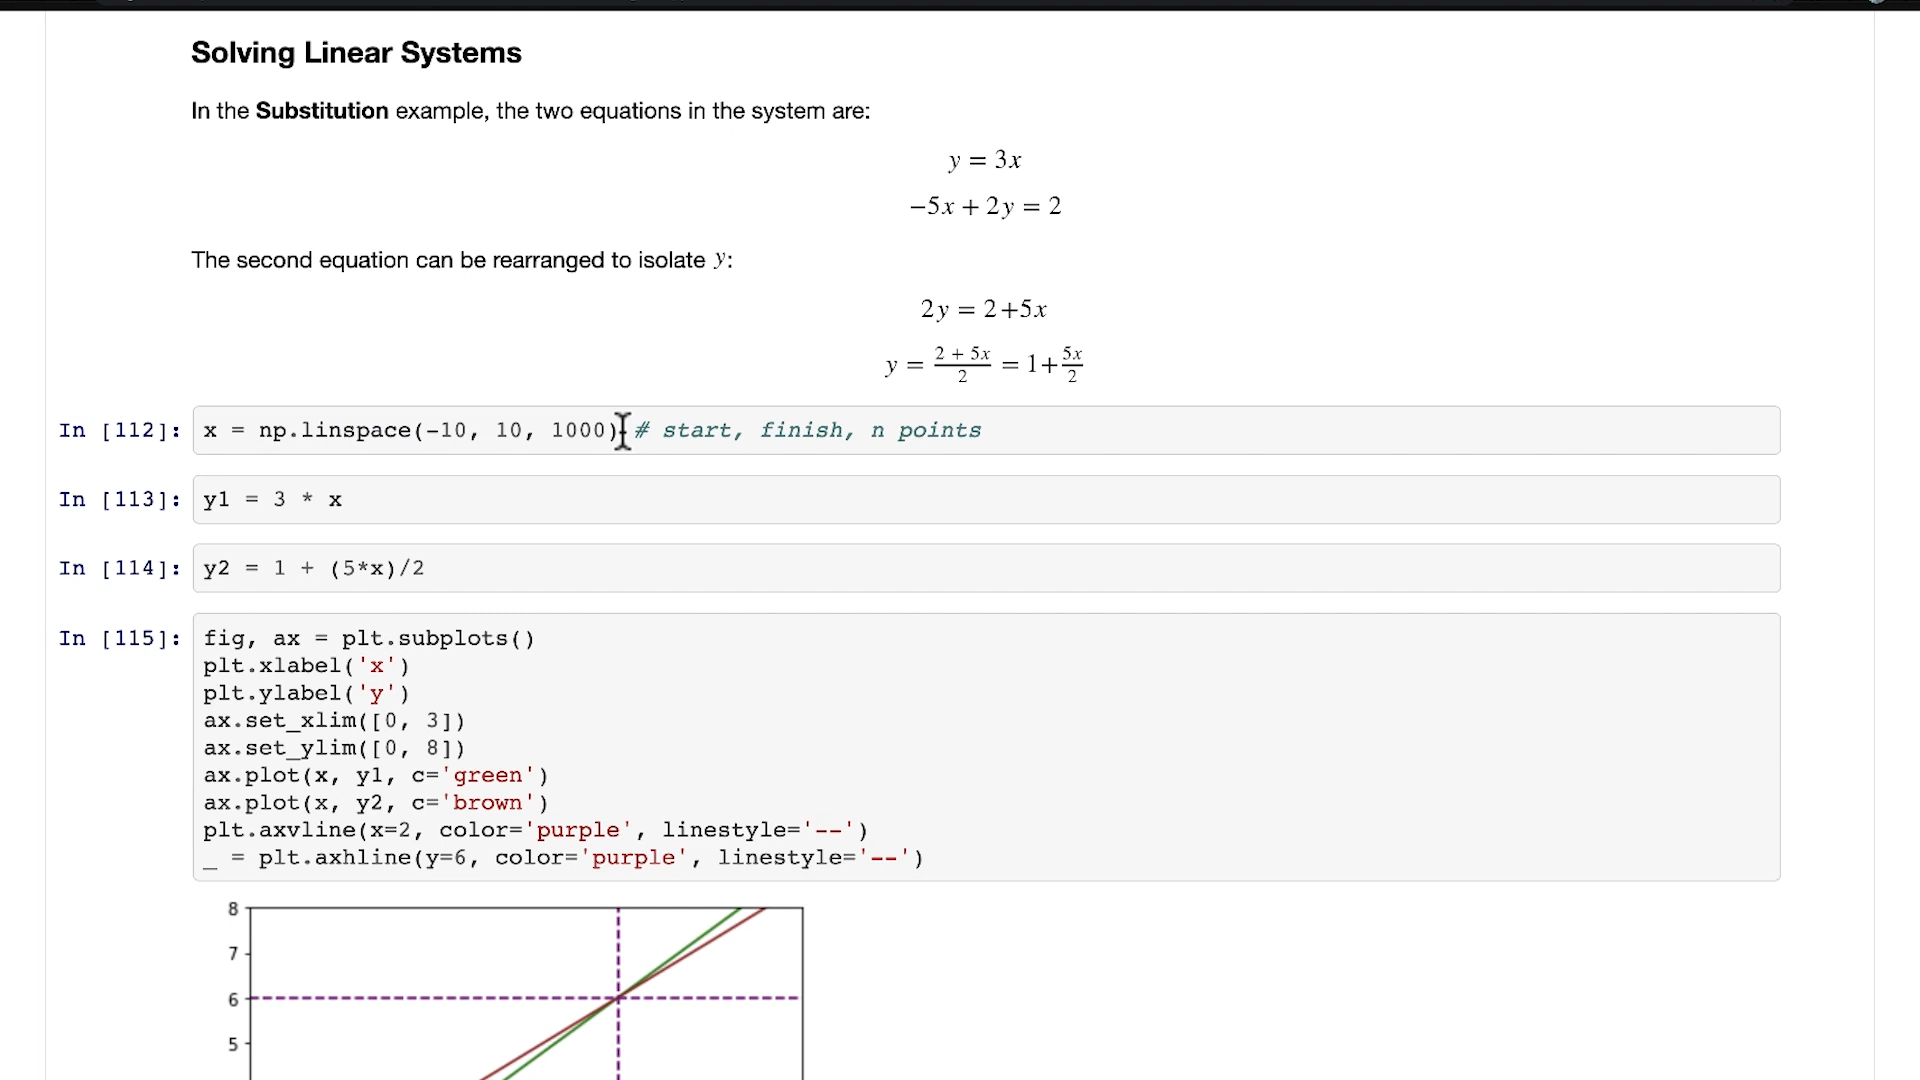 Solving Linear Systems
In the Substitution example, the two equations in the system are:
y = 3x
−5x + 2y = 2
The second equation can be rearranged to isolate y:
2y = 2+5x
y = \frac{2 + 5x}{2} = 1+\frac{5x}{2}
In [112]: x = np.linspace(-10, 10, 1000) # start, finish, n points
In [113]: y1 = 3 * x
In [114]: y2 = 1 + (5*x)/2
In [115]: fig, ax = plt.subplots()
plt.xlabel('x')
plt.ylabel('y')
ax.set_xlim([0, 3])
ax.set_ylim([0, 8])
ax.plot(x, y1, c='green')
ax.plot(x, y2, c='brown')
plt.axvline(x=2, color='purple', linestyle='--')
_ = plt.axhline(y=6, color='purple', linestyle='--')
8
7
6
5